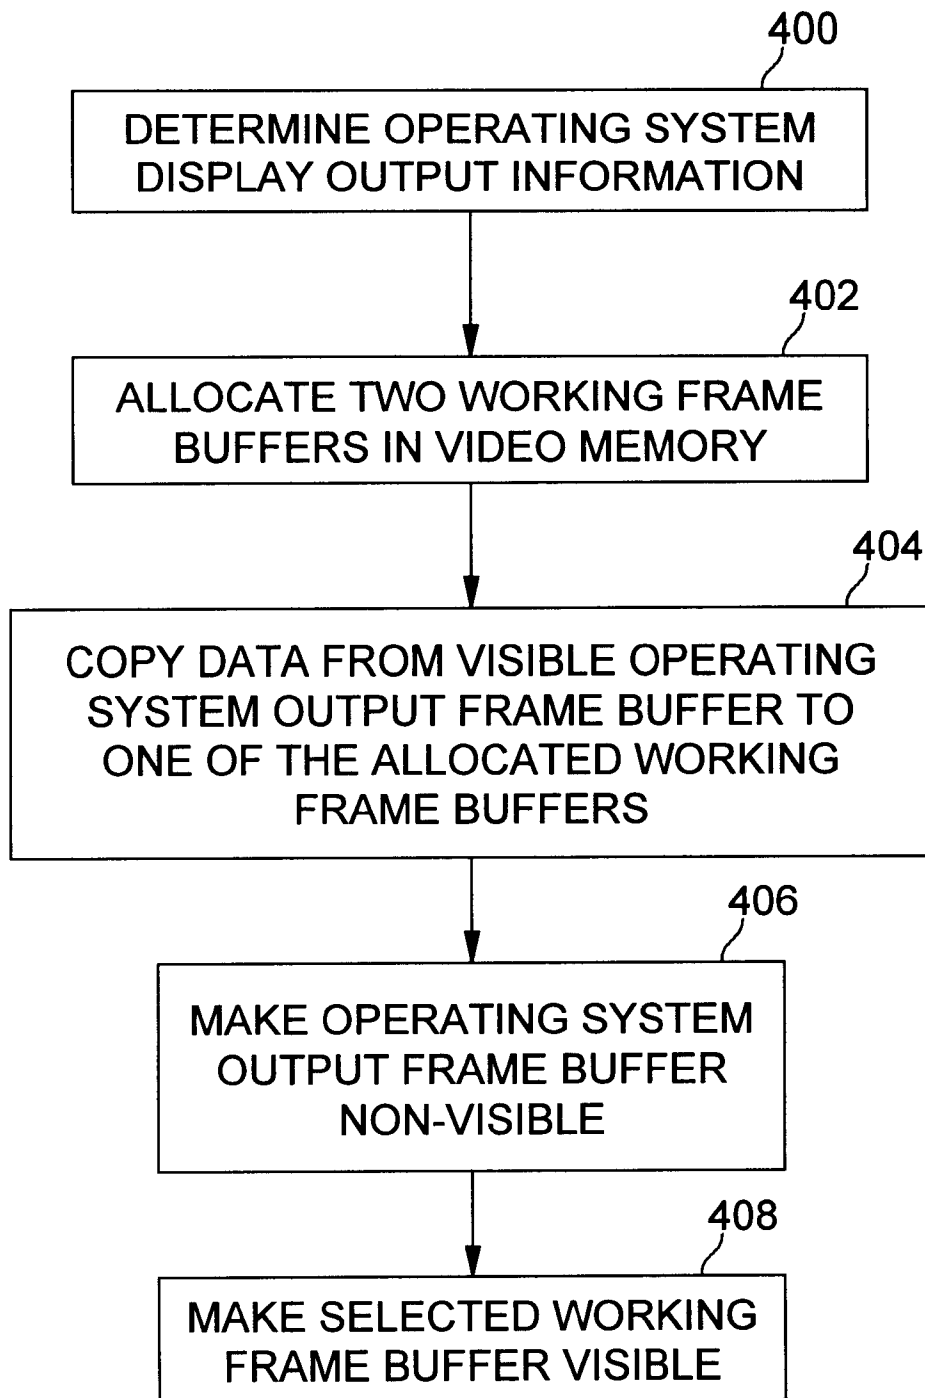 400
DETERMINE OPERATING SYSTEM
DISPLAY OUTPUT INFORMATION
402
ALLOCATE TWO WORKING FRAME
BUFFERS IN VIDEO MEMORY
404
COPY DATA FROM VISIBLE OPERATING
SYSTEM OUTPUT FRAME BUFFER TO
ONE OF THE ALLOCATED WORKING
FRAME BUFFERS
406
MAKE OPERATING SYSTEM
OUTPUT FRAME BUFFER
NON-VISIBLE
408
MAKE SELECTED WORKING
FRAME BUFFER VISIBLE